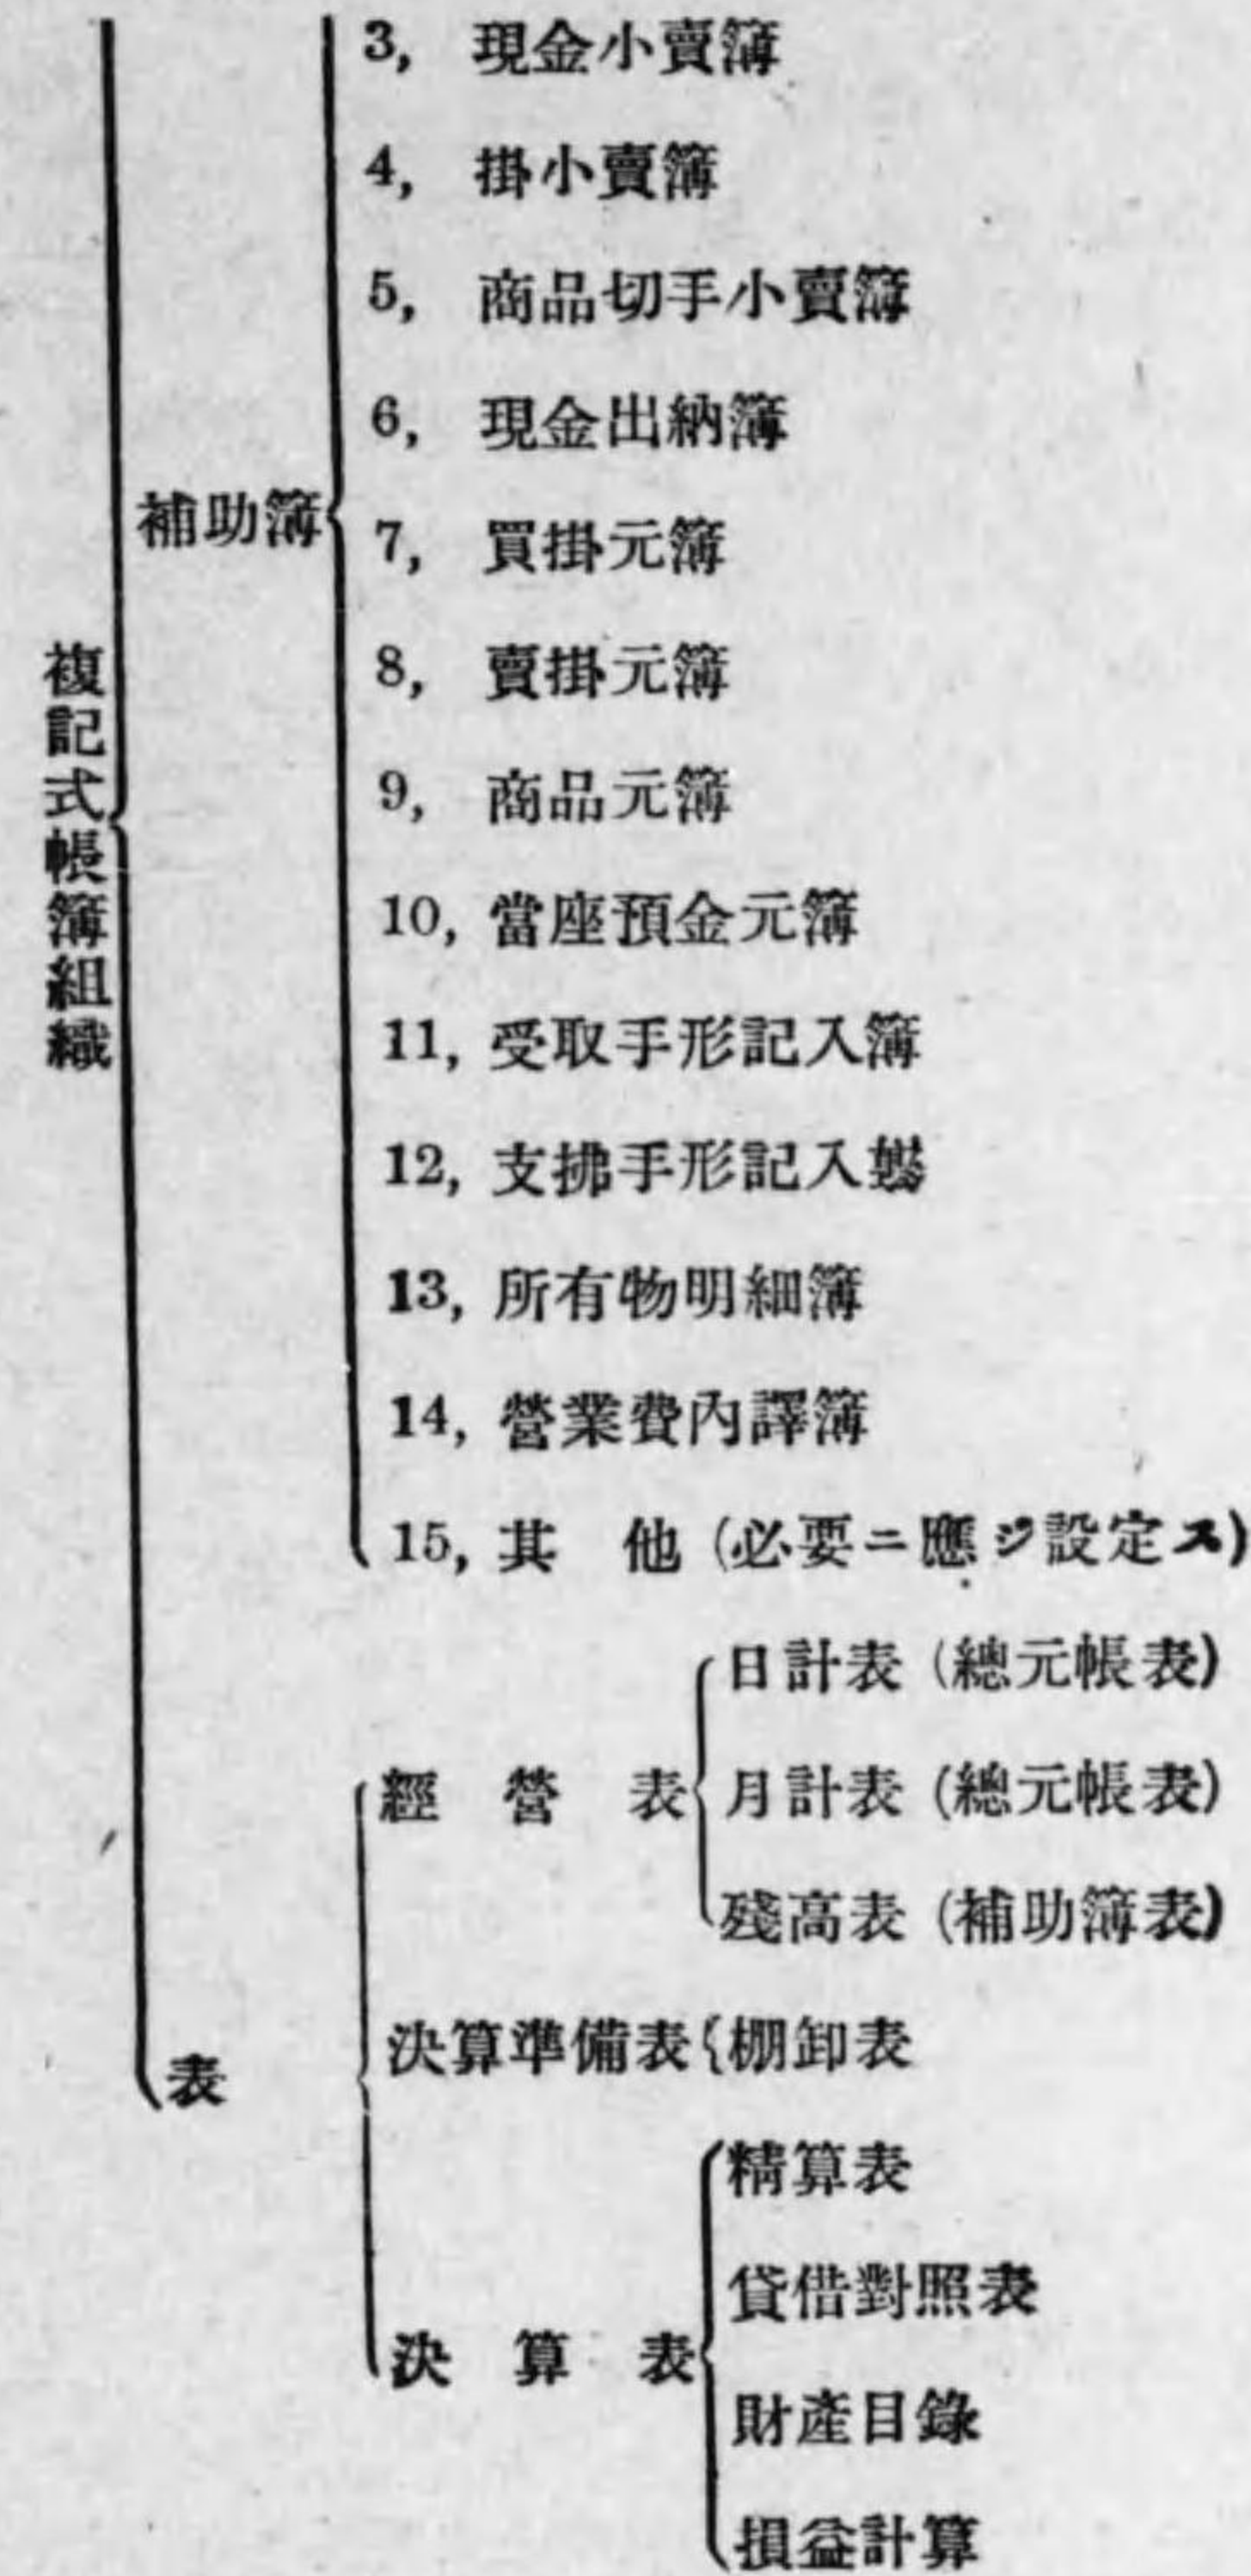 複記式帳簿組織
補助簿
3, 現金小賣簿
4, 掛小賣簿
5, 商品切手小賣簿
6, 現金出納簿
7, 買掛元簿
8, 賣掛元簿
9, 商品元簿
10, 當座預金元簿
11, 受取手形記入簿
12, 支拂手形記入
13, 所有物明細簿
14, 營業費內譯簿
15, 其 他 (必要ニ應ジ設定ス)
表
經 營 表
日計表 (總元帳表)
月計表 (總元帳表)
殘高表 (補助簿表)
決算準備表
棚卸表
決 算 表
精算表
貸借對照表
財產目錄
損益計算